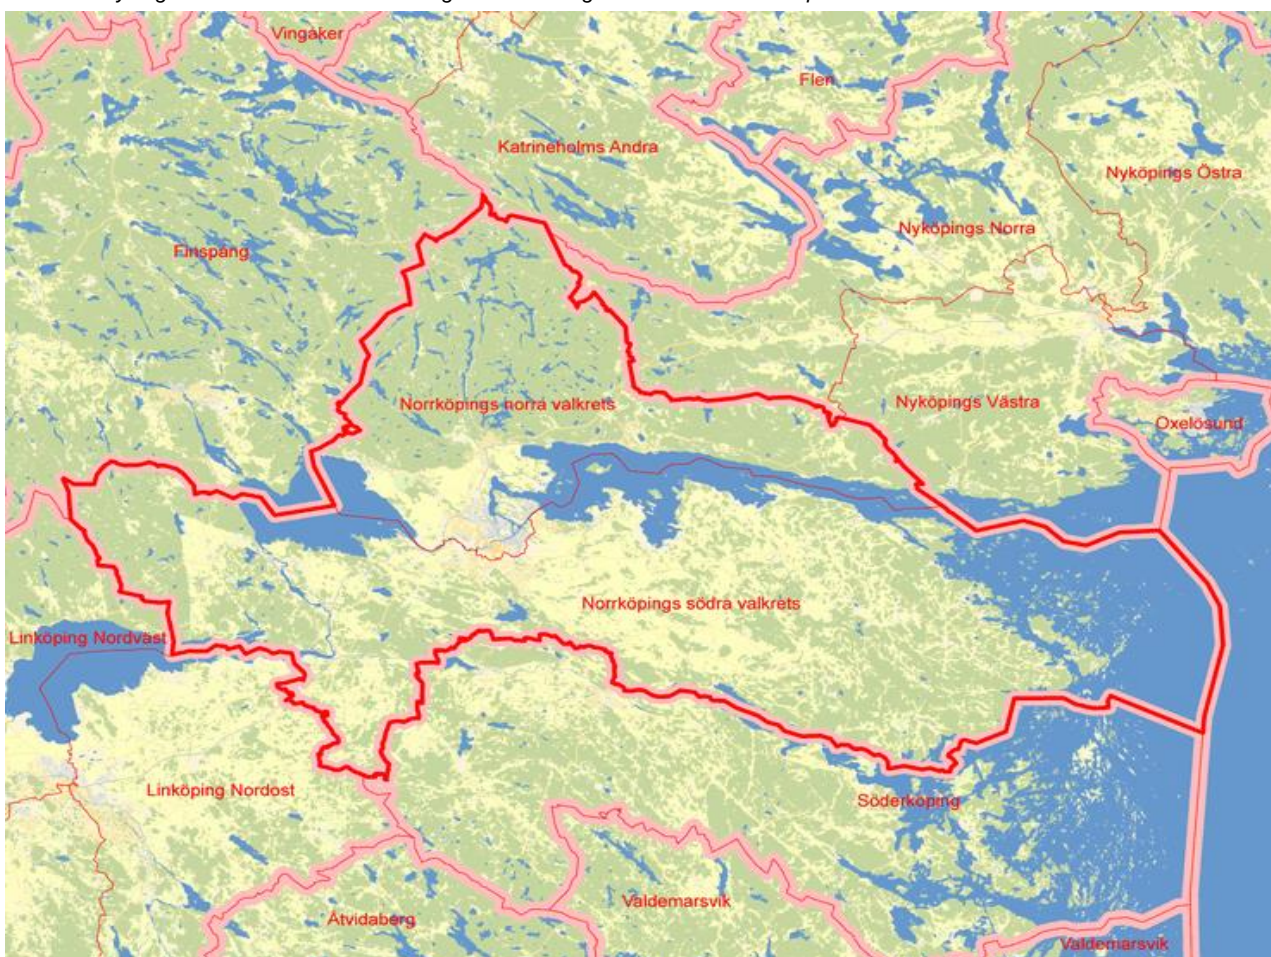 Vingåker
Flen
Katrineholms Andra
Nyköpings Östra
Nyköpings Norra
Finspång
Norrköpings norra valkrets
Nyköpings Västra
Oxelösund
Norrköpings södra valkrets
Linköping Nordväst
Linköping Nordost
Söderköping
Åtvidaberg
Valdemarsvik
Valdemarsvik